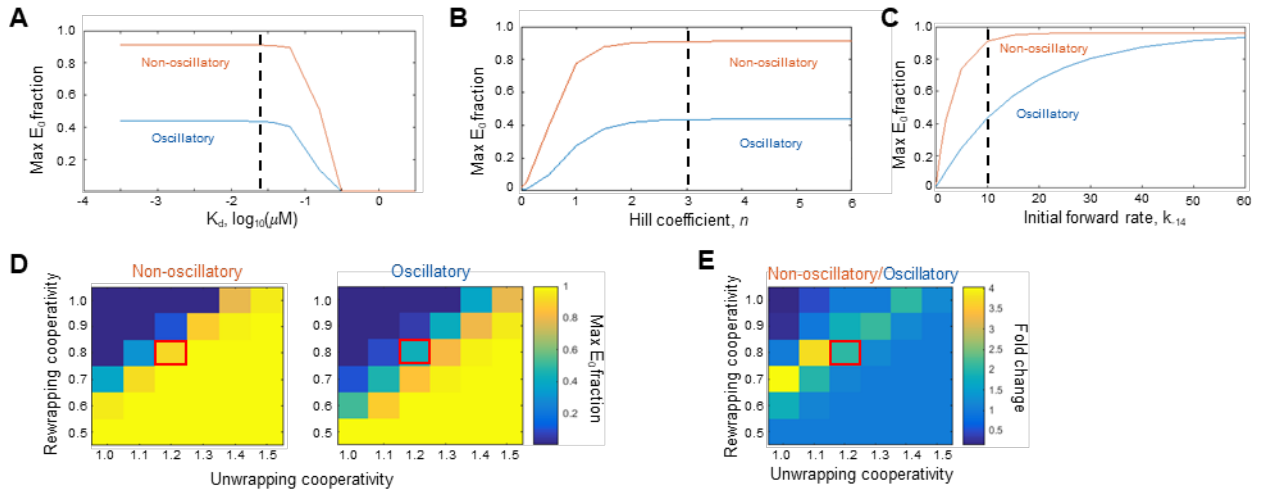 A
Max E0 fraction
1.0
0.8
0.6
0.4
0.2
Non-oscillatory
Oscillatory
-4 -3 -2 -1 0
Kd, log10(μM)
B
Max E0 fraction
1.0
0.8
0.6
0.4
0.2
0
Non-oscillatory
Oscillatory
0 1 2 3 4 5 6
Hill coefficient, n
C
Max E0 fraction
1.0
0.8
0.6
0.4
0.2
0
Non-oscillatory
Oscillatory
0 10 20 30 40 50 60
Initial forward rate, k-14
D
Non-oscillatory
Rewrapping cooperativity
1.0
0.9
0.8
0.7
0.6
0.5
1.0 1.1 1.2 1.3 1.4 1.5
Oscillatory
1.0
0.9
0.8
0.7
0.6
0.5
1.0 1.1 1.2 1.3 1.4 1.5
Unwrapping cooperativity
1
0.8
0.6
0.4
0.2
Max E0 fraction
E
Non-oscillatory/Oscillatory
Rewrapping cooperativity
1.0
0.9
0.8
0.7
0.6
0.5
1.0 1.1 1.2 1.3 1.4 1.5
Unwrapping cooperativity
4
3.5
3
2.5
2
1.5
1
0.5
Fold change